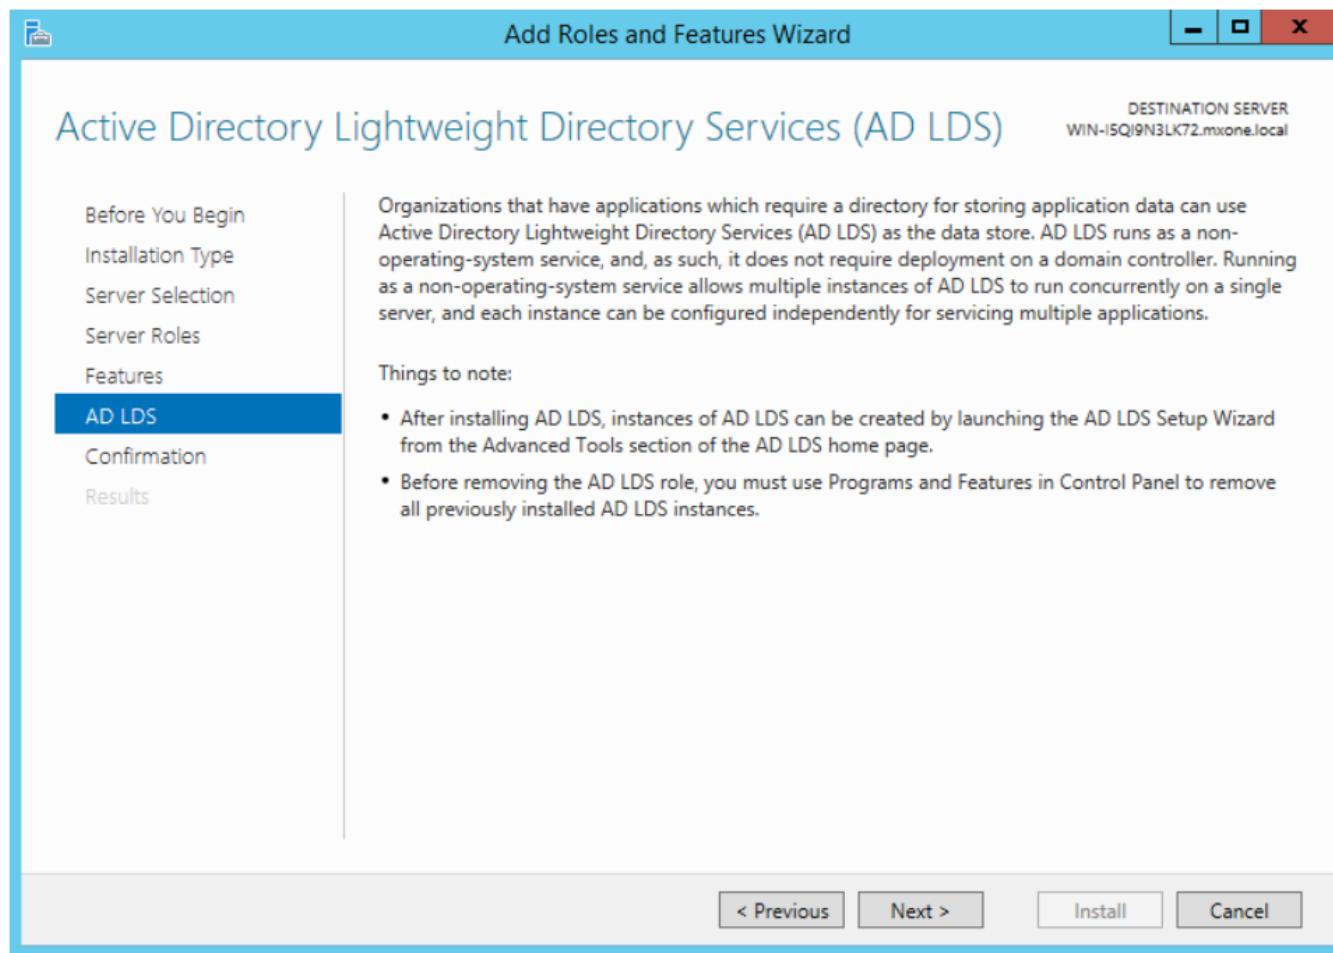 Add Roles and Features Wizard
Active Directory Lightweight Directory Services (AD LDS)
DESTINATION SERVER
WIN-I5QI9N3LK72.mxone.local
Before You Begin
Installation Type
Server Selection
Server Roles
Features
AD LDS
Confirmation
Results
Organizations that have applications which require a directory for storing application data can use
Active Directory Lightweight Directory Services (AD LDS) as the data store. AD LDS runs as a non-
operating-system service, and, as such, it does not require deployment on a domain controller. Running
as a non-operating-system service allows multiple instances of AD LDS to run concurrently on a single
server, and each instance can be configured independently for servicing multiple applications.
Things to note:
• After installing AD LDS, instances of AD LDS can be created by launching the AD LDS Setup Wizard
from the Advanced Tools section of the AD LDS home page.
• Before removing the AD LDS role, you must use Programs and Features in Control Panel to remove
all previously installed AD LDS instances.
< Previous
Next >
Install
Cancel